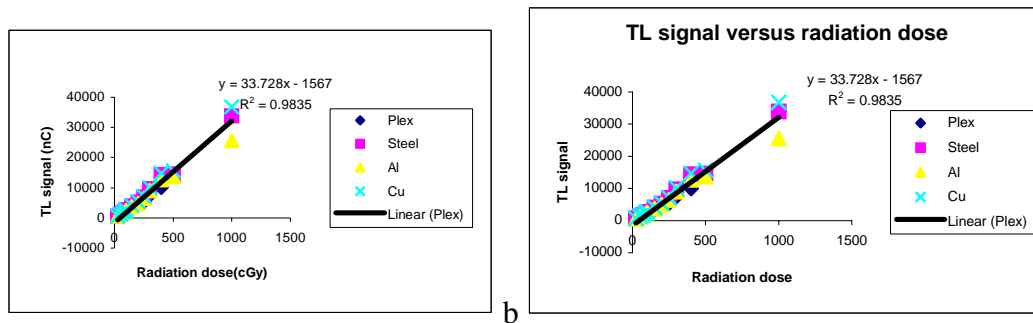 y = 33.728x - 1567
R² = 0.9835
40000
30000
20000
10000
0
-10000
0 500 1000 1500
TL signal (nC)
Radiation dose(cGy)
Plex
Steel
Al
Cu
Linear (Plex)
b
TL signal versus radiation dose
y = 33.728x - 1567
R² = 0.9835
40000
30000
20000
10000
0
-10000
0 500 1000 1500
TL signal
Radiation dose
Plex
Steel
Al
Cu
Linear (Plex)